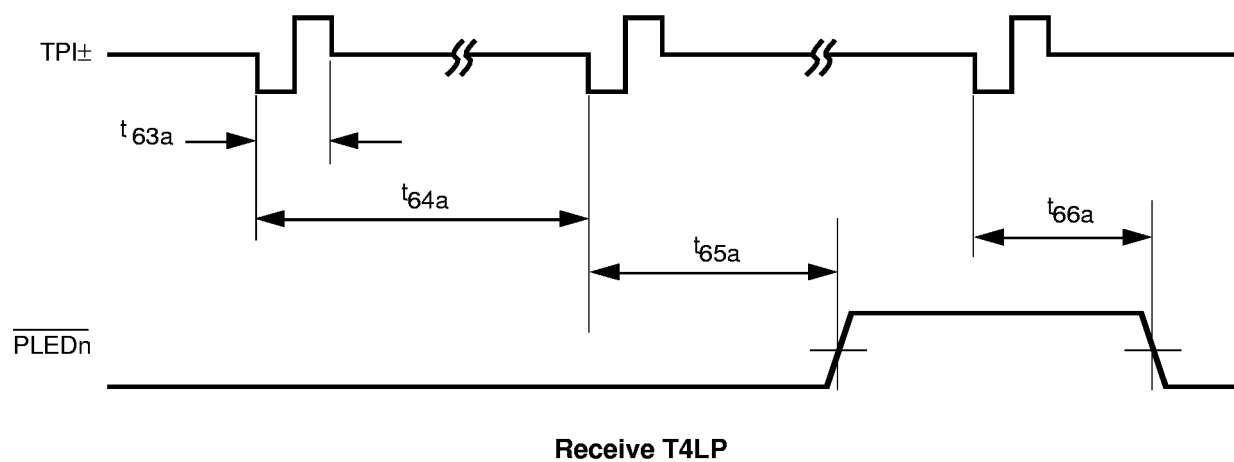 TPI±
t63a
t64a
t66a
t65a
PLEDn
Receive T4LP